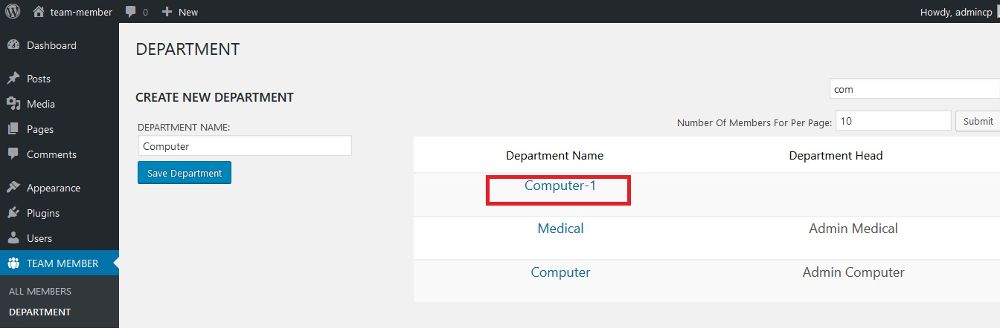 team-member 0 New Howdy, admincp
Dashboard
Posts
Media
Pages
Comments
Appearance
Plugins
Users
TEAM MEMBER
ALL MEMBERS
DEPARTMENT
DEPARTMENT
CREATE NEW DEPARTMENT
DEPARTMENT NAME:
Computer
Save Department
com
Number Of Members For Per Page: 10 Submit
Department Name Department Head
Computer-1
Medical Admin Medical
Computer Admin Computer